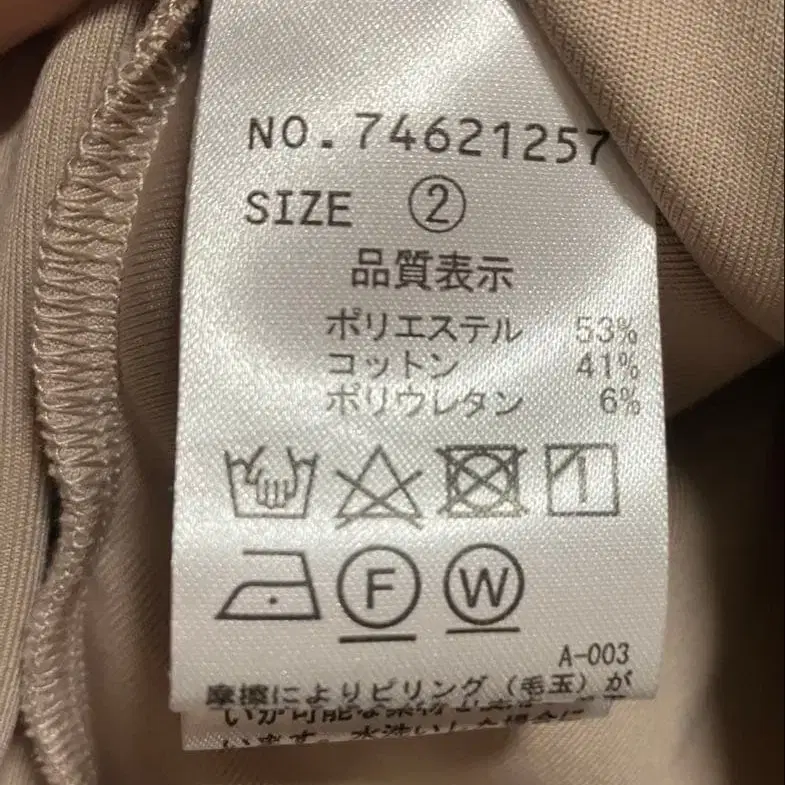 NO.74621257
SIZE ②
品質表示
ポリエステル 53%
コットン 41%
ポリウレタン 6%
F W
A-003
摩擦によりピリング(毛玉)が